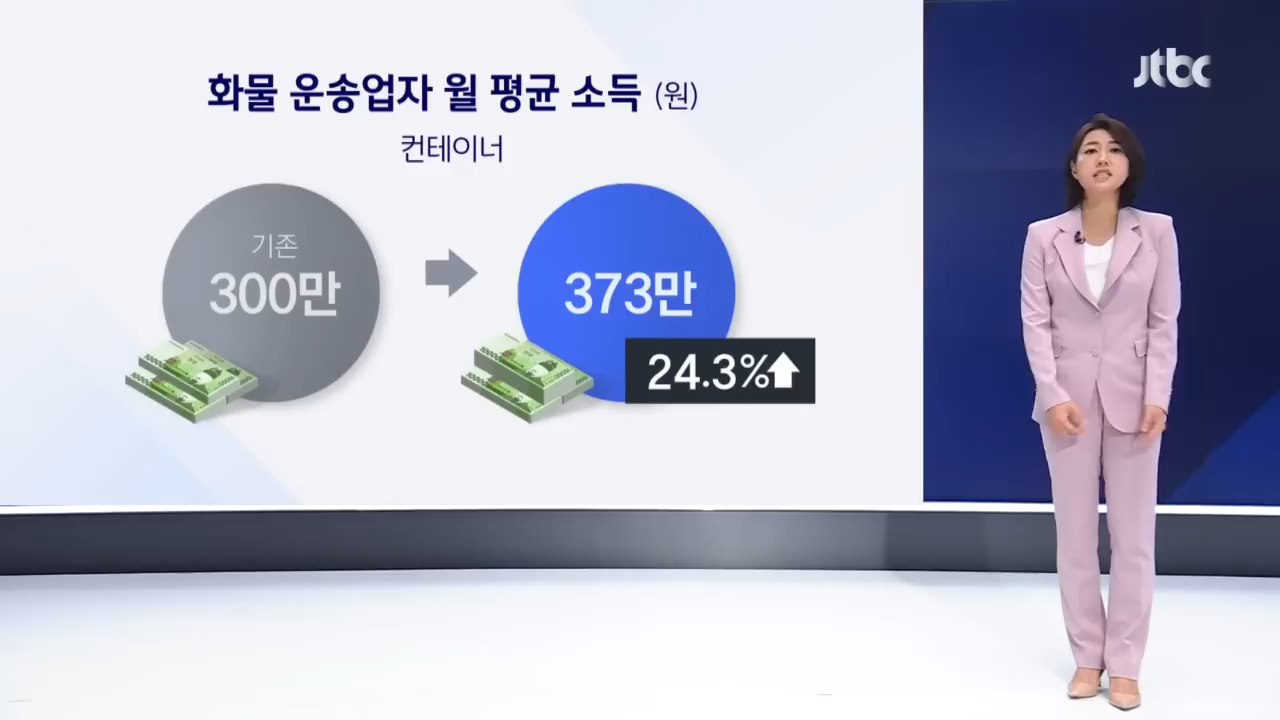 화물 운송업자 월 평균 소득 (원)
컨테이너
기존
300만
373만
24.3%
jtbc